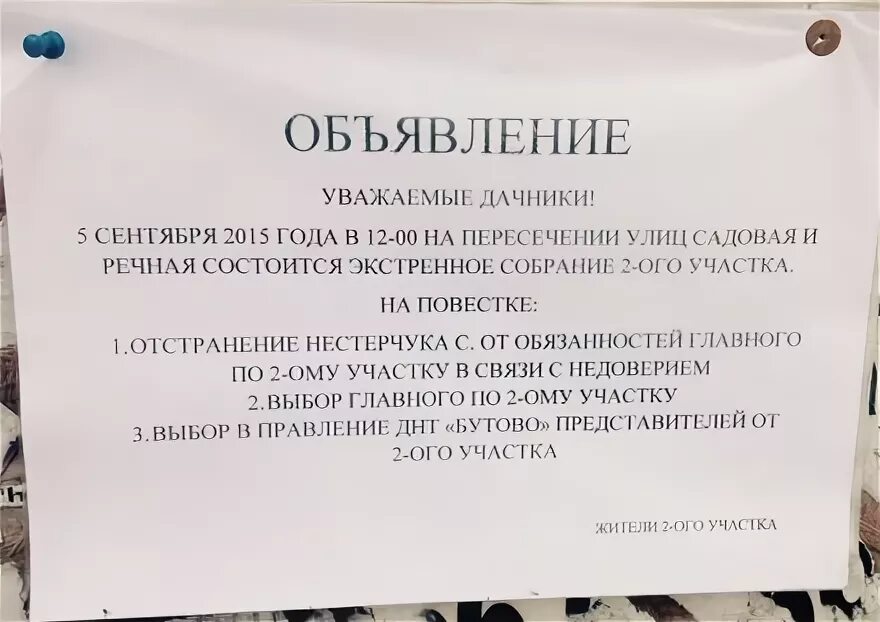 ОБЪЯВЛЕНИЕ
УВАЖАЕМЫЕ ДАЧНИКИ!
5 СЕНТЯБРЯ 2015 ГОДА В 12-00 НА ПЕРЕСЕЧЕНИИ УЛИЦ САДОВАЯ И
РЕЧНАЯ СОСТОИТСЯ ЭКСТРЕННОЕ СОБРАНИЕ 2-ОГО УЧАСТКА.
НА ПОВЕСТКЕ:
1.ОТСТРАНЕНИЕ НЕСТЕРЧУКА С. ОТ ОБЯЗАННОСТЕЙ ГЛАВНОГО
ПО 2-ОМУ УЧАСТКУ В СВЯЗИ С НЕДОВЕРИЕМ
2.ВЫБОР ГЛАВНОГО ПО 2-ОМУ УЧАСТКУ
3.ВЫБОР В ПРАВЛЕНИЕ ДНТ «БУТОВО» ПРЕДСТАВИТЕЛЕЙ ОТ
2-ОГО УЧАСТКА
ЖИТЕЛИ 2-ОГО УЧАСТКА